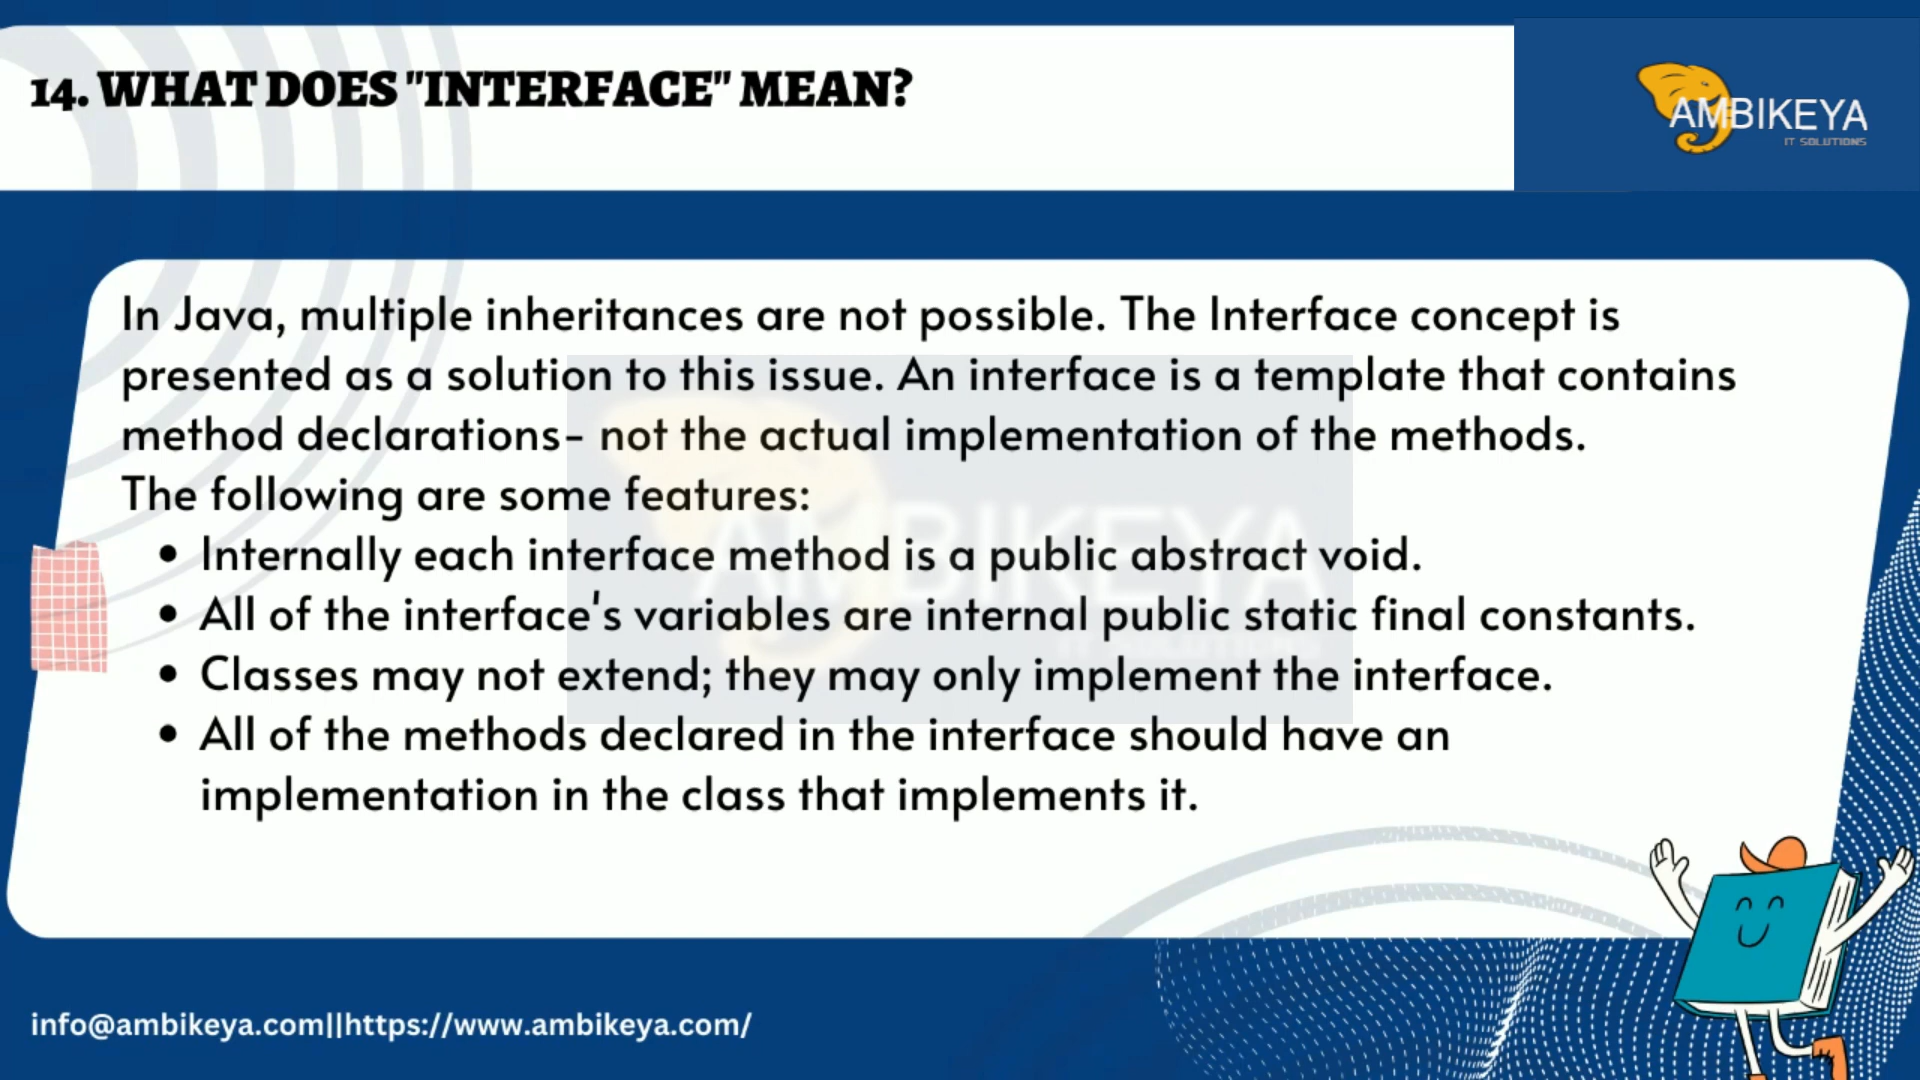 14. WHAT DOES "INTERFACE" MEAN?
AMBIKEYA
IT SOLUTIONS
In Java, multiple inheritances are not possible. The Interface concept is
presented as a solution to this issue. An interface is a template that contains
method declarations- not the actual implementation of the methods.
The following are some features:
• Internally each interface method is a public abstract void.
• All of the interface's variables are internal public static final constants.
• Classes may not extend; they may only implement the interface.
• All of the methods declared in the interface should have an
implementation in the class that implements it.
AMBIKEYA
IT SOLUTIONS
info@ambikeya.com||https://www.ambikeya.com/